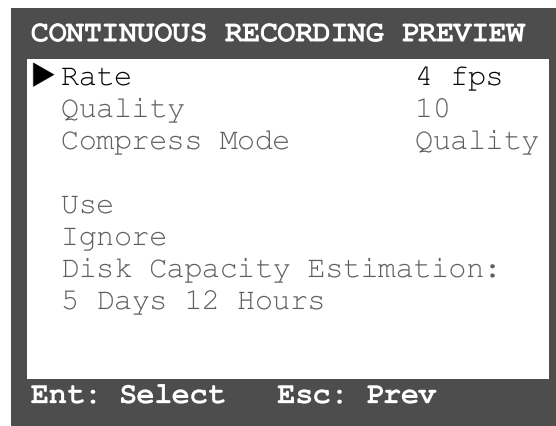 CONTINUOUS RECORDING PREVIEW
Rate 4 fps
Quality 10
Compress Mode Quality
Use
Ignore
Disk Capacity Estimation:
5 Days 12 Hours
Ent: Select Esc: Prev